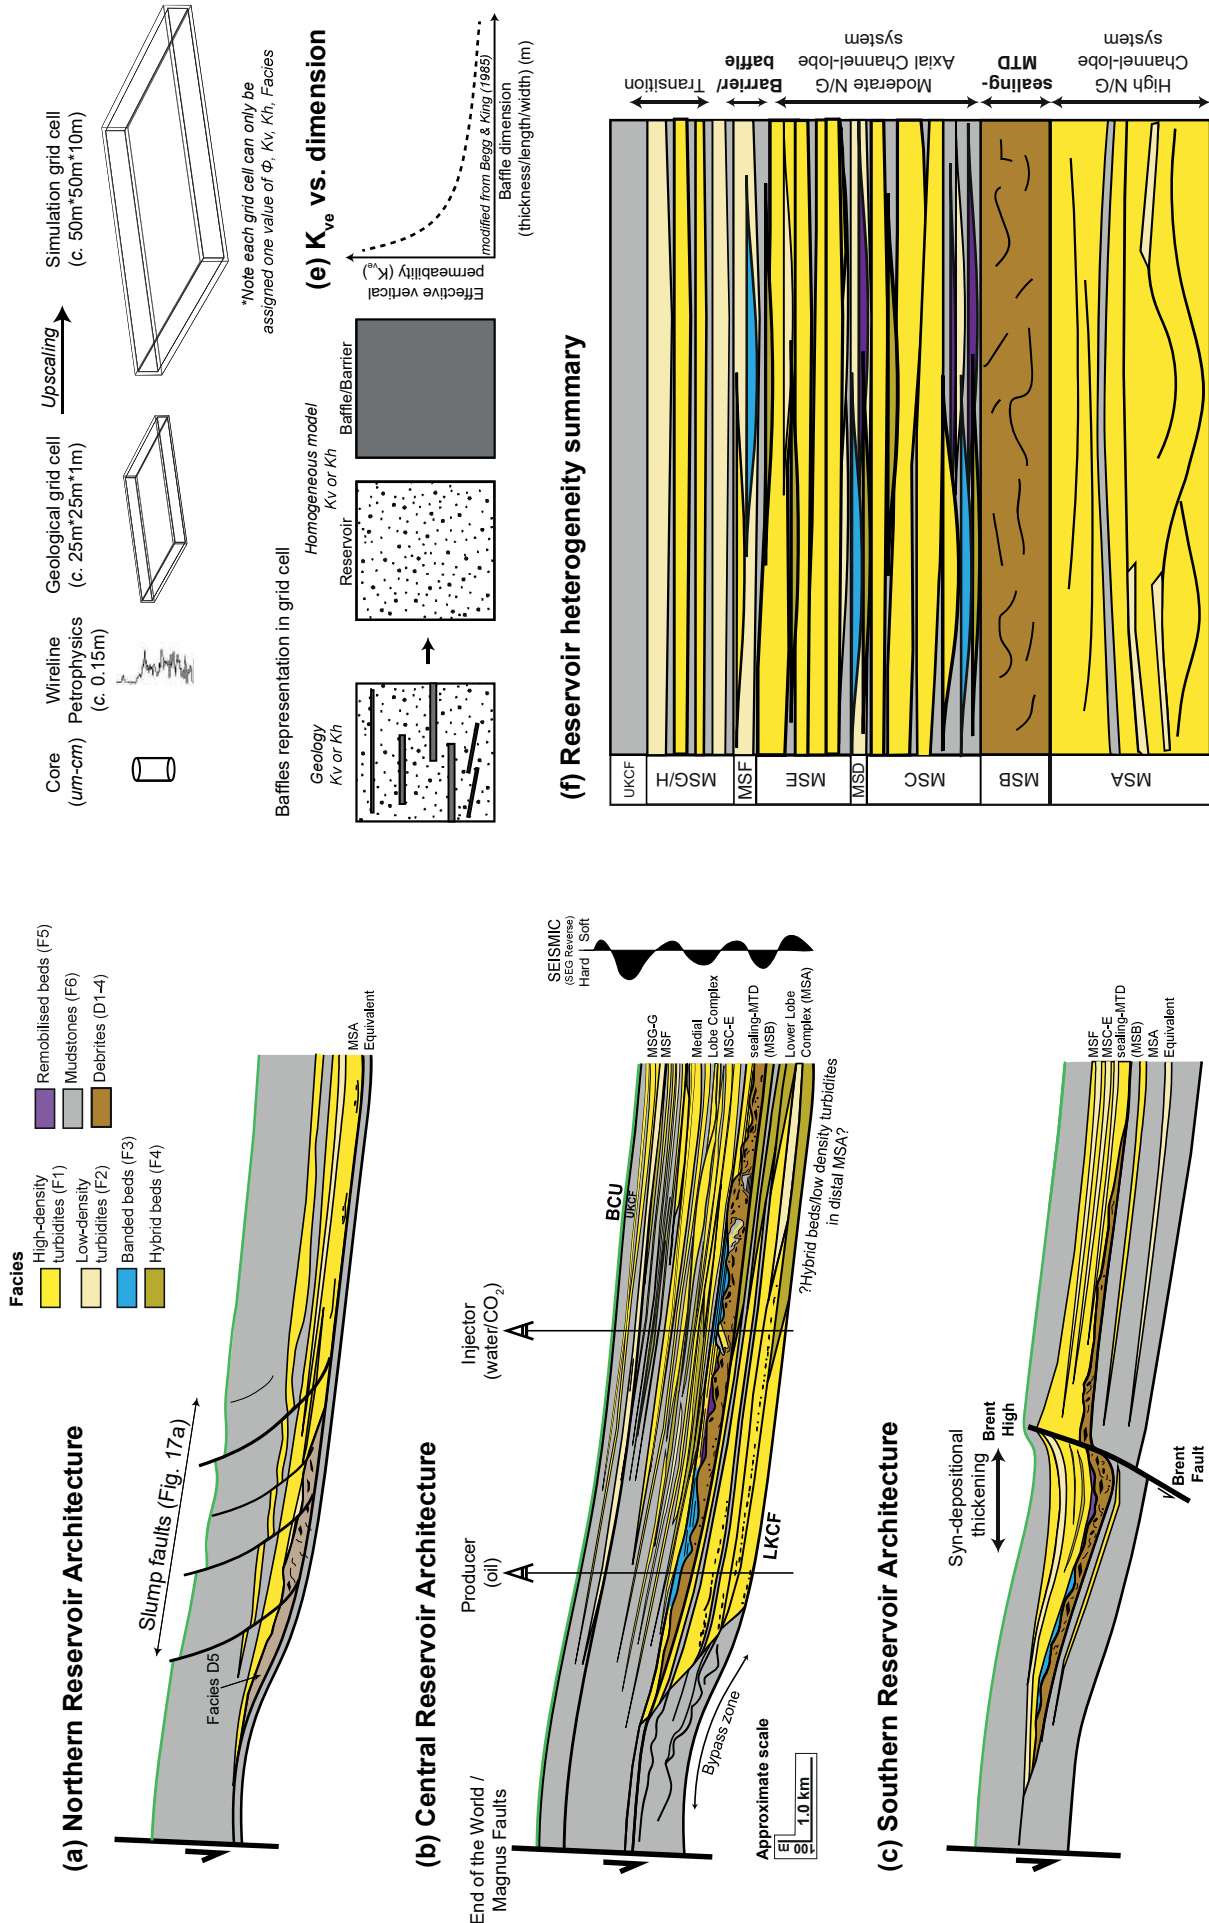 (a) Northern Reservoir Architecture
Slump faults (Fig. 17a)
Facies D5
MSA
Equivalent
Facies
High-density
turbidites (F1)
Low-density
turbidites (F2)
Banded beds (F3)
Hybrid beds (F4)
Remobilised beds (F5)
Mudstones (F6)
Debrites (D1-4)
(b) Central Reservoir Architecture
End of the World /
Magnus Faults
Producer
(oil)
Injector
(water/CO2)
BCU
UKCF
LKCF
Bypass zone
?Hybrid beds/low density turbidites
in distal MSA?
SEISMIC
(SEG Reverse)
Hard
Soft
MSG-G
MSF
Medial
Lobe Complex
MSC-E
sealing-MTD
(MSB)
Lower Lobe
Complex (MSA)
Approximate scale
100 m
1.0 km
(c) Southern Reservoir Architecture
Syn-depositional
thickening
Brent
High
Brent
Fault
MSF
MSC-E
sealing-MTD
(MSB)
MSA
Equivalent
Core
(um-cm)
Wireline
Petrophysics
(c. 0.15m)
Geological grid cell
(c. 25m*25m*1m)
Upscaling
Simulation grid cell
(c. 50m*50m*10m)
*Note each grid cell can only be
assigned one value of Φ, Kv, Kh, Facies
Baffles representation in grid cell
Geology
Kv or Kh
Homogeneous model
Kv or Kh
Reservoir
Baffle/Barrier
(e) Kve vs. dimension
Effective vertical
permeability (Kve)
modified from Begg & King (1985)
Baffle dimension
(thickness/length/width) (m)
(f) Reservoir heterogeneity summary
UKCF
MSG/H
MSF
MSE
MSD
MSC
MSB
MSA
Transition
Barrier/
baffle
Moderate N/G
Axial Channel-lobe
system
sealing-
MTD
High N/G
Channel-lobe
system